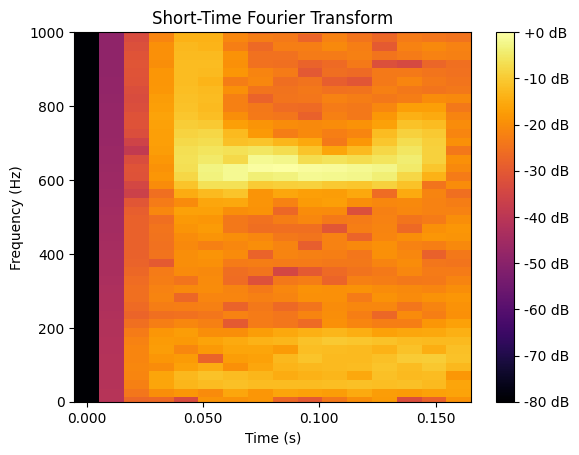 Short-Time Fourier Transform
1000
800
600
400
200
0
Frequency (Hz)
0.000
0.050
0.100
0.150
Time (s)
+0 dB
-10 dB
-20 dB
-30 dB
-40 dB
-50 dB
-60 dB
-70 dB
-80 dB